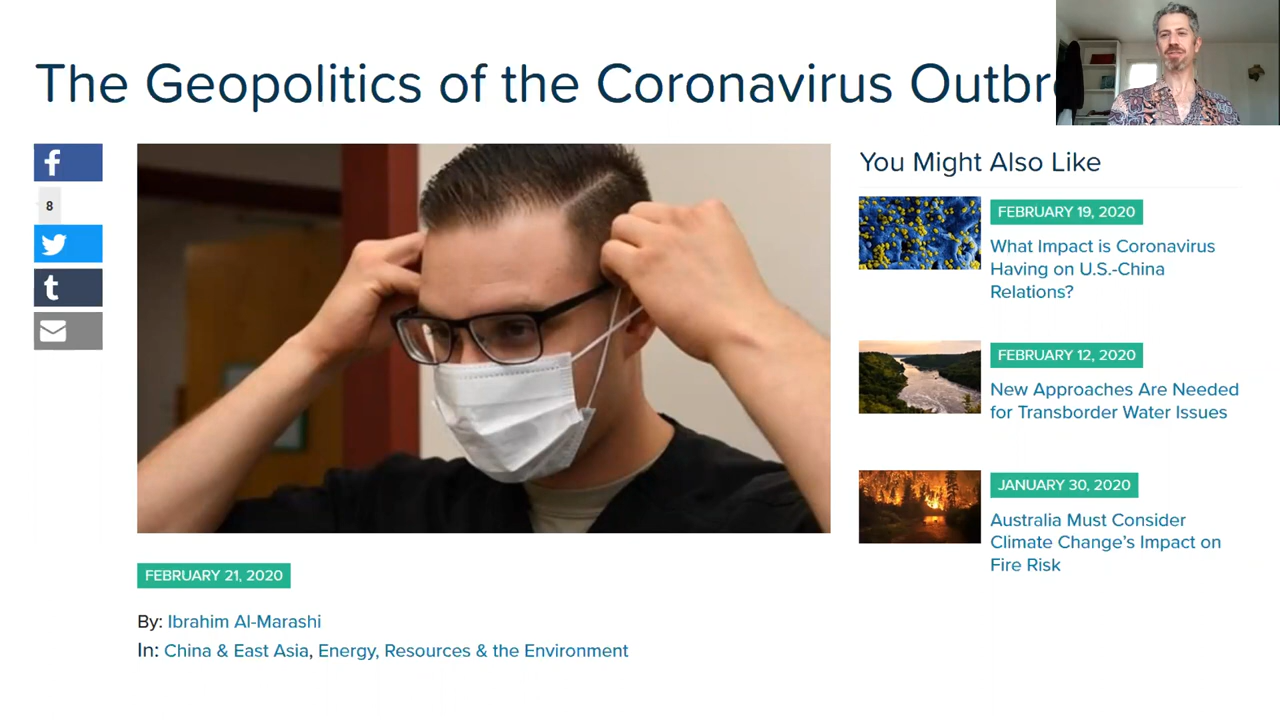 The Geopolitics of the Coronavirus Outbr
f
8
t
You Might Also Like
FEBRUARY 19, 2020
What Impact is Coronavirus
Having on U.S.-China
Relations?
FEBRUARY 12, 2020
New Approaches Are Needed
for Transborder Water Issues
JANUARY 30, 2020
Australia Must Consider
Climate Change's Impact on
Fire Risk
FEBRUARY 21, 2020
By: Ibrahim Al-Marashi
In: China & East Asia, Energy, Resources & the Environment